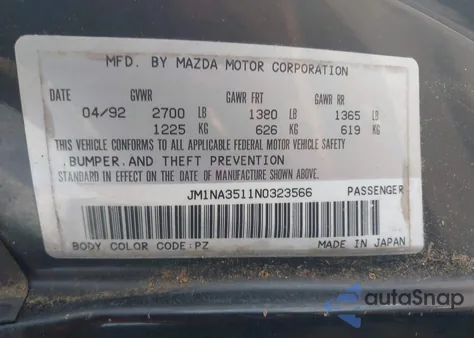 MFD. BY MAZDA MOTOR CORPORATION
DATE GVWR GAWR FRT GAWR RR
04/92 2700 LB 1380 LB 1365 LB
1225 KG 626 KG 619 KG
THIS VEHICLE CONFORMS TO ALL APPLICABLE FEDERAL MOTOR VEHICLE SAFETY
,BUMPER,AND THEFT PREVENTION
STANDARD IN EFFECT ON THE DATE OF MANUFACTURE SHOWN ABOVE.
JM1NA3511N0323566 PASSENGER
BODY COLOR CODE:PZ MADE IN JAPAN
autoSnap